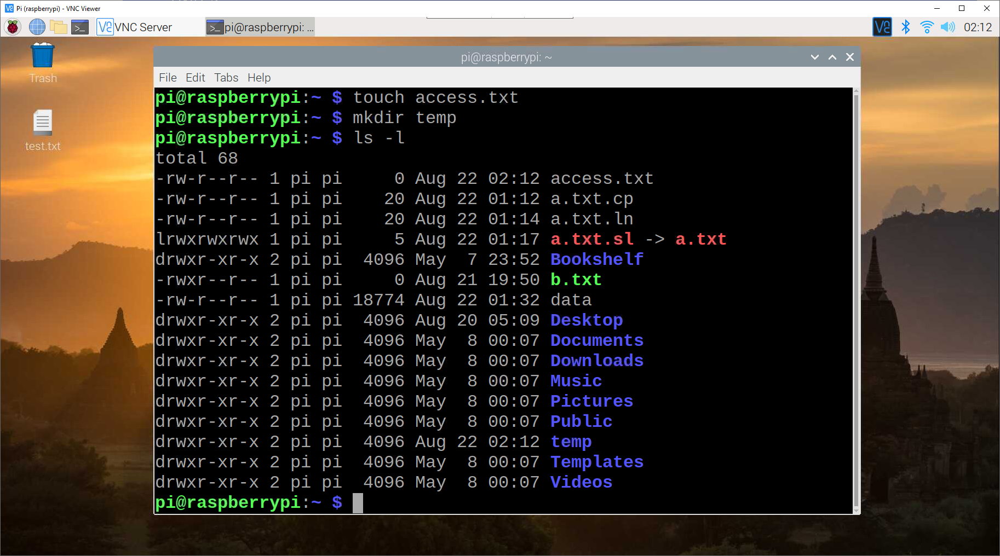 Pi (raspberrypi) - VNC Viewer
VNC Server
pi@raspberrypi: ...
02:12
Trash
test.txt
pi@raspberrypi: ~
File Edit Tabs Help
pi@raspberrypi:~ $ touch access.txt
pi@raspberrypi:~ $ mkdir temp
pi@raspberrypi:~ $ ls -l
total 68
-rw-r--r-- 1 pi pi     0 Aug 22 02:12 access.txt
-rw-r--r-- 1 pi pi    20 Aug 22 01:12 a.txt.cp
-rw-r--r-- 1 pi pi    20 Aug 22 01:14 a.txt.ln
lrwxrwxrwx 1 pi pi     5 Aug 22 01:17 a.txt.sl -> a.txt
drwxr-xr-x 2 pi pi  4096 May  7 23:52 Bookshelf
-rwxr--r-- 1 pi pi     0 Aug 21 19:50 b.txt
-rw-r--r-- 1 pi pi 18774 Aug 22 01:32 data
drwxr-xr-x 2 pi pi  4096 Aug 20 05:09 Desktop
drwxr-xr-x 2 pi pi  4096 May  8 00:07 Documents
drwxr-xr-x 2 pi pi  4096 May  8 00:07 Downloads
drwxr-xr-x 2 pi pi  4096 May  8 00:07 Music
drwxr-xr-x 2 pi pi  4096 May  8 00:07 Pictures
drwxr-xr-x 2 pi pi  4096 May  8 00:07 Public
drwxr-xr-x 2 pi pi  4096 Aug 22 02:12 temp
drwxr-xr-x 2 pi pi  4096 May  8 00:07 Templates
drwxr-xr-x 2 pi pi  4096 May  8 00:07 Videos
pi@raspberrypi:~ $